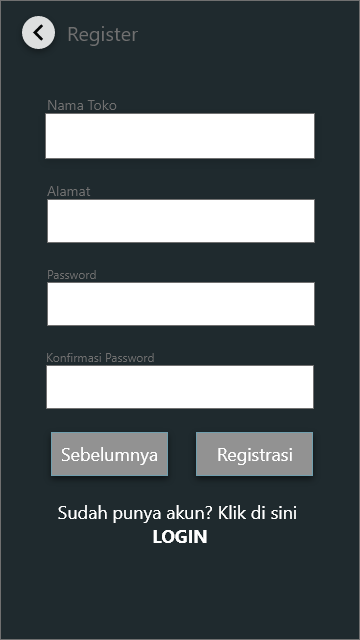 Register
Nama Toko
Alamat
Password
Konfirmasi Password
Sebelumnya
Registrasi
Sudah punya akun? Klik di sini
LOGIN